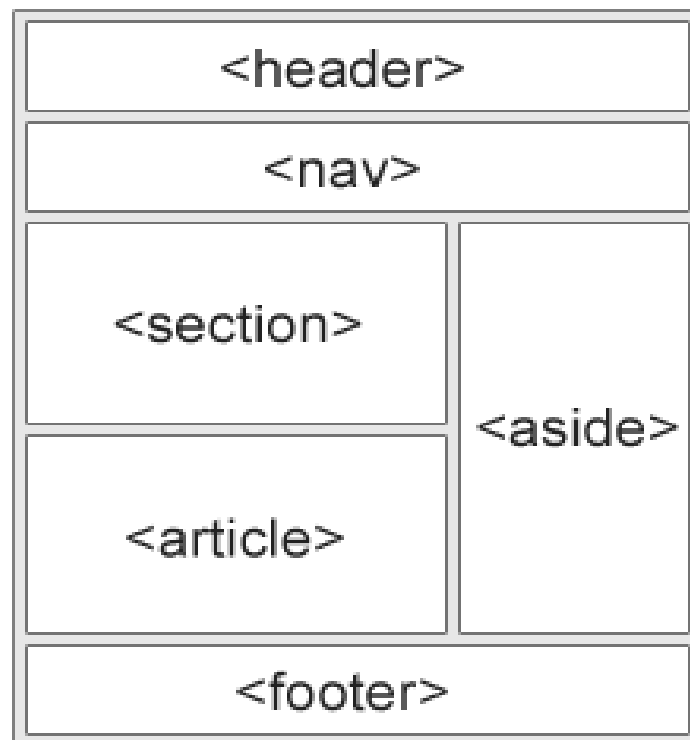 <header>
<nav>
<section>
<aside>
<article>
<footer>